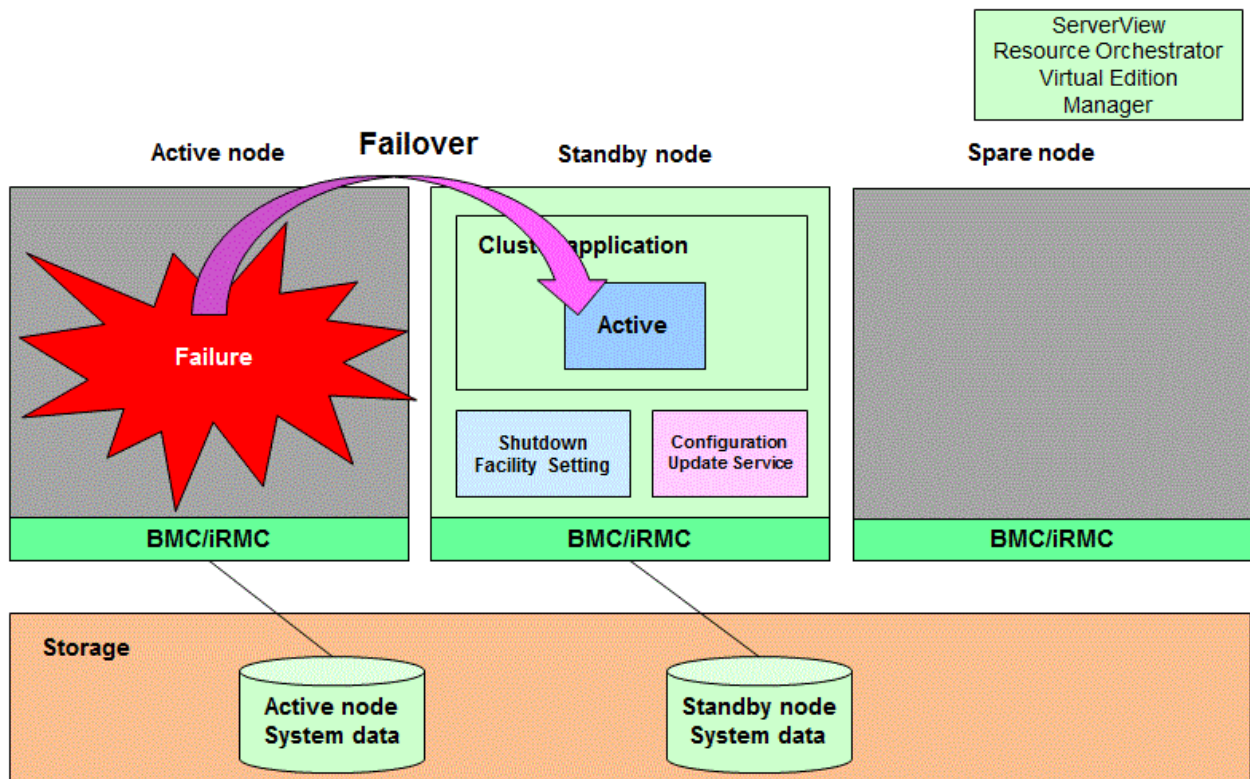 ServerView
Resource Orchestrator
Virtual Edition
Manager
Active node
Failover
Standby node
Spare node
Cluster application
Active
Failure
Shutdown
Facility Setting
Configuration
Update Service
BMC/iRMC
BMC/iRMC
BMC/iRMC
Storage
Active node
System data
Standby node
System data